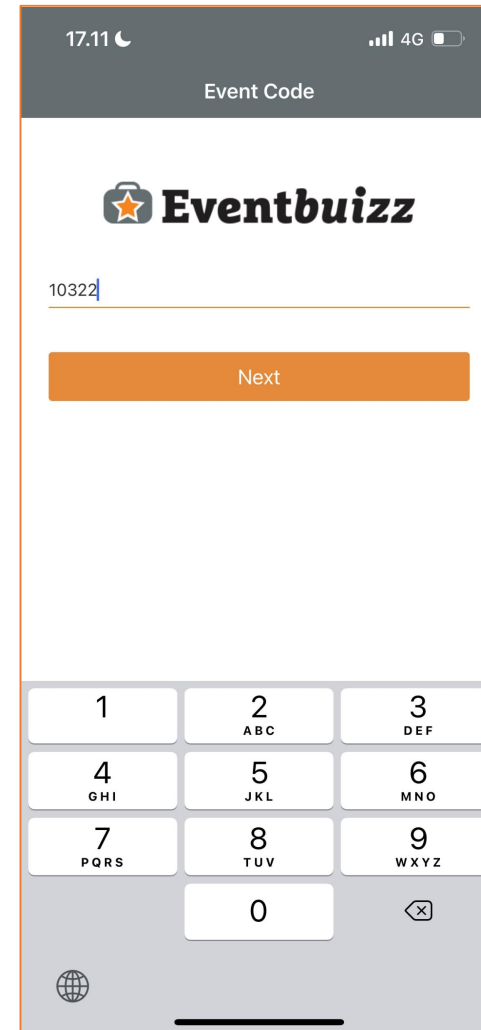 17.11 4G
Event Code
Eventbuizz
10322
Next
1 2 3
ABC DEF
4 5 6
GHI JKL MNO
7 8 9
PQRS TUV WXYZ
0